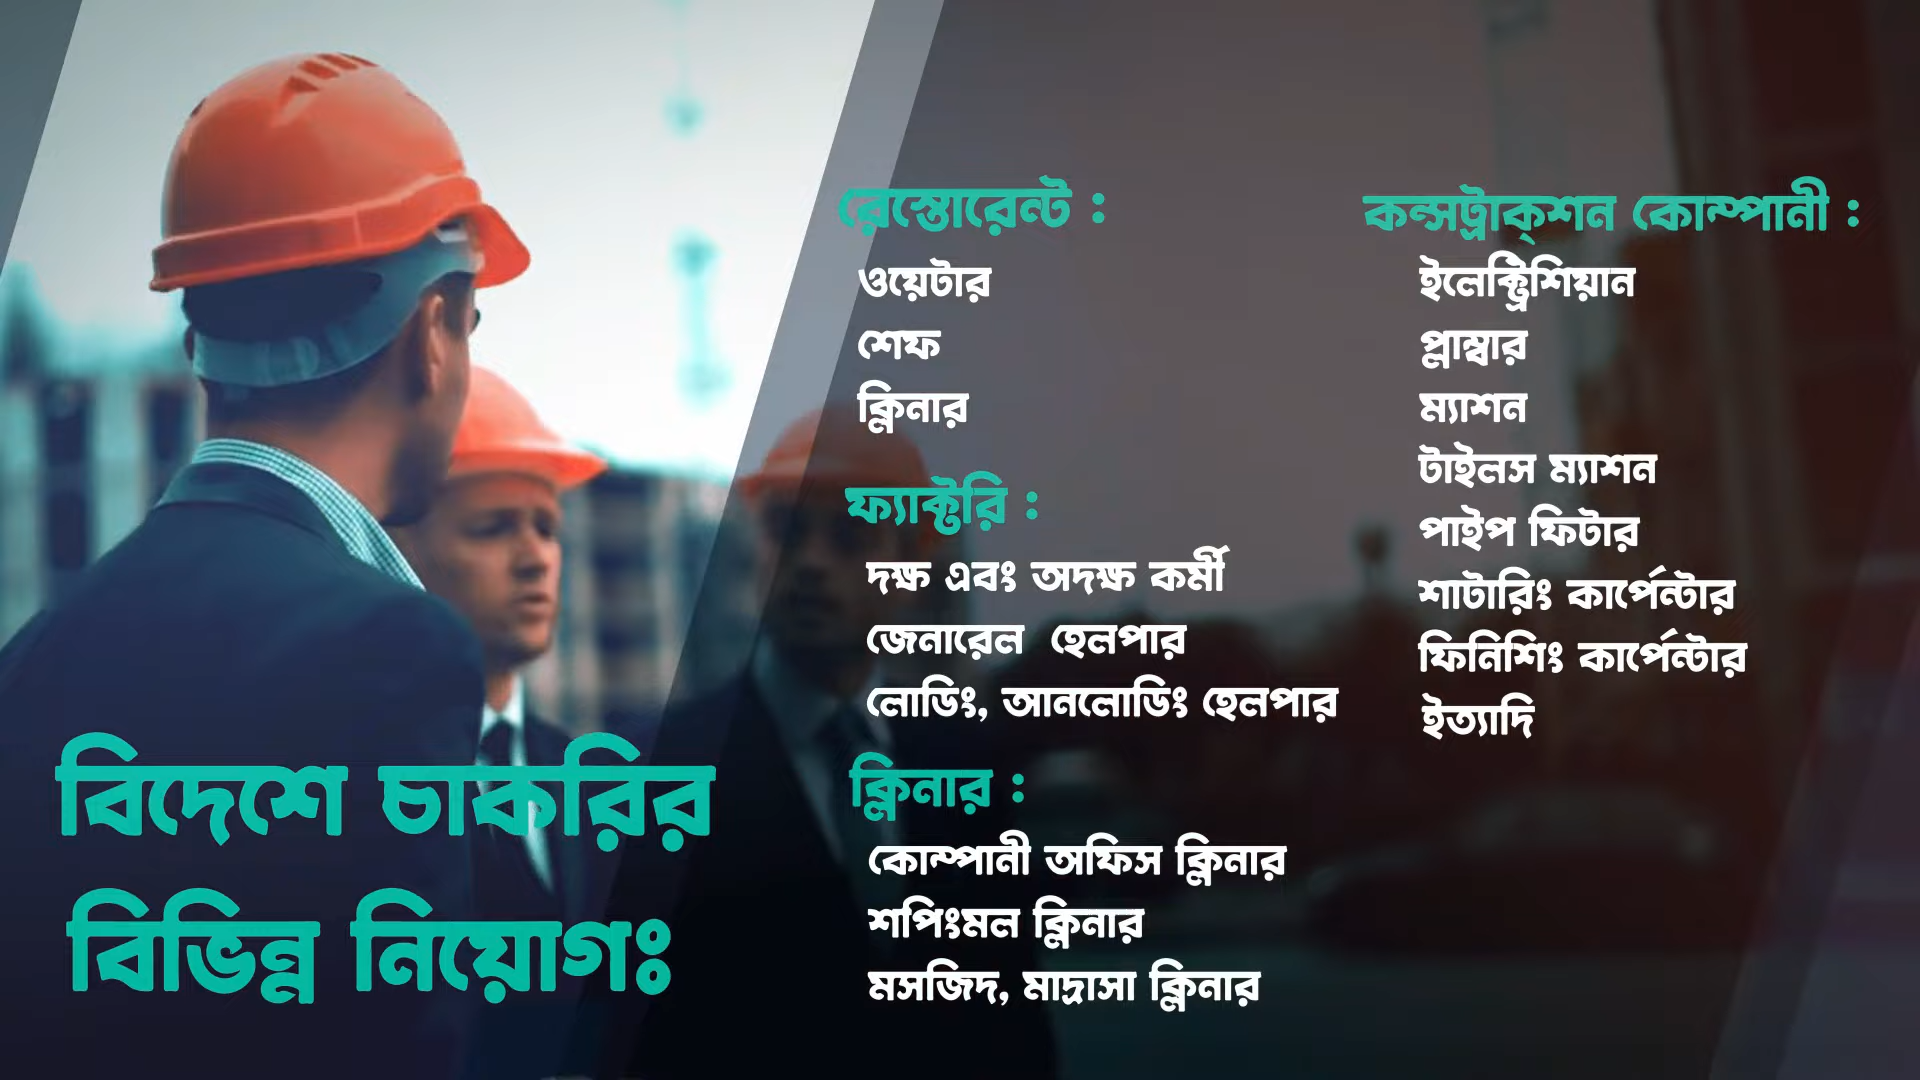 বিদেশে চাকরির
বিভিন্ন নিয়োগঃ
রেস্তোরেন্ট :
ওয়েটার
শেফ
ক্লিনার
ফ্যাক্টরি :
দক্ষ এবং অদক্ষ কর্মী
জেনারেল হেলপার
লোডিং, আনলোডিং হেলপার
ক্লিনার :
কোম্পানী অফিস ক্লিনার
শপিংমল ক্লিনার
মসজিদ, মাদ্রাসা ক্লিনার
কন্সট্রাক্‌শন কোম্পানী :
ইলেক্ট্রিশিয়ান
প্লাম্বার
ম্যাশন
টাইলস ম্যাশন
পাইপ ফিটার
শাটারিং কার্পেন্টার
ফিনিশিং কার্পেন্টার
ইত্যাদি